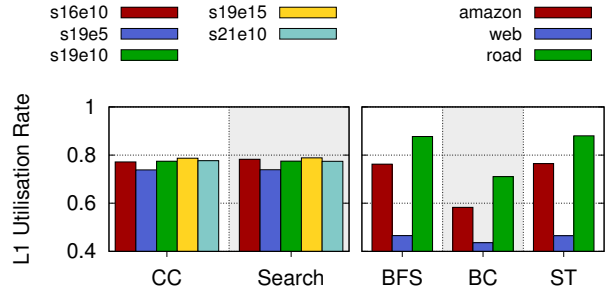 s16e10 s19e15 amazon
s19e5 s21e10 web
s19e10 road
L1 Utilisation Rate
1
0.8
0.6
0.4
CC Search BFS BC ST